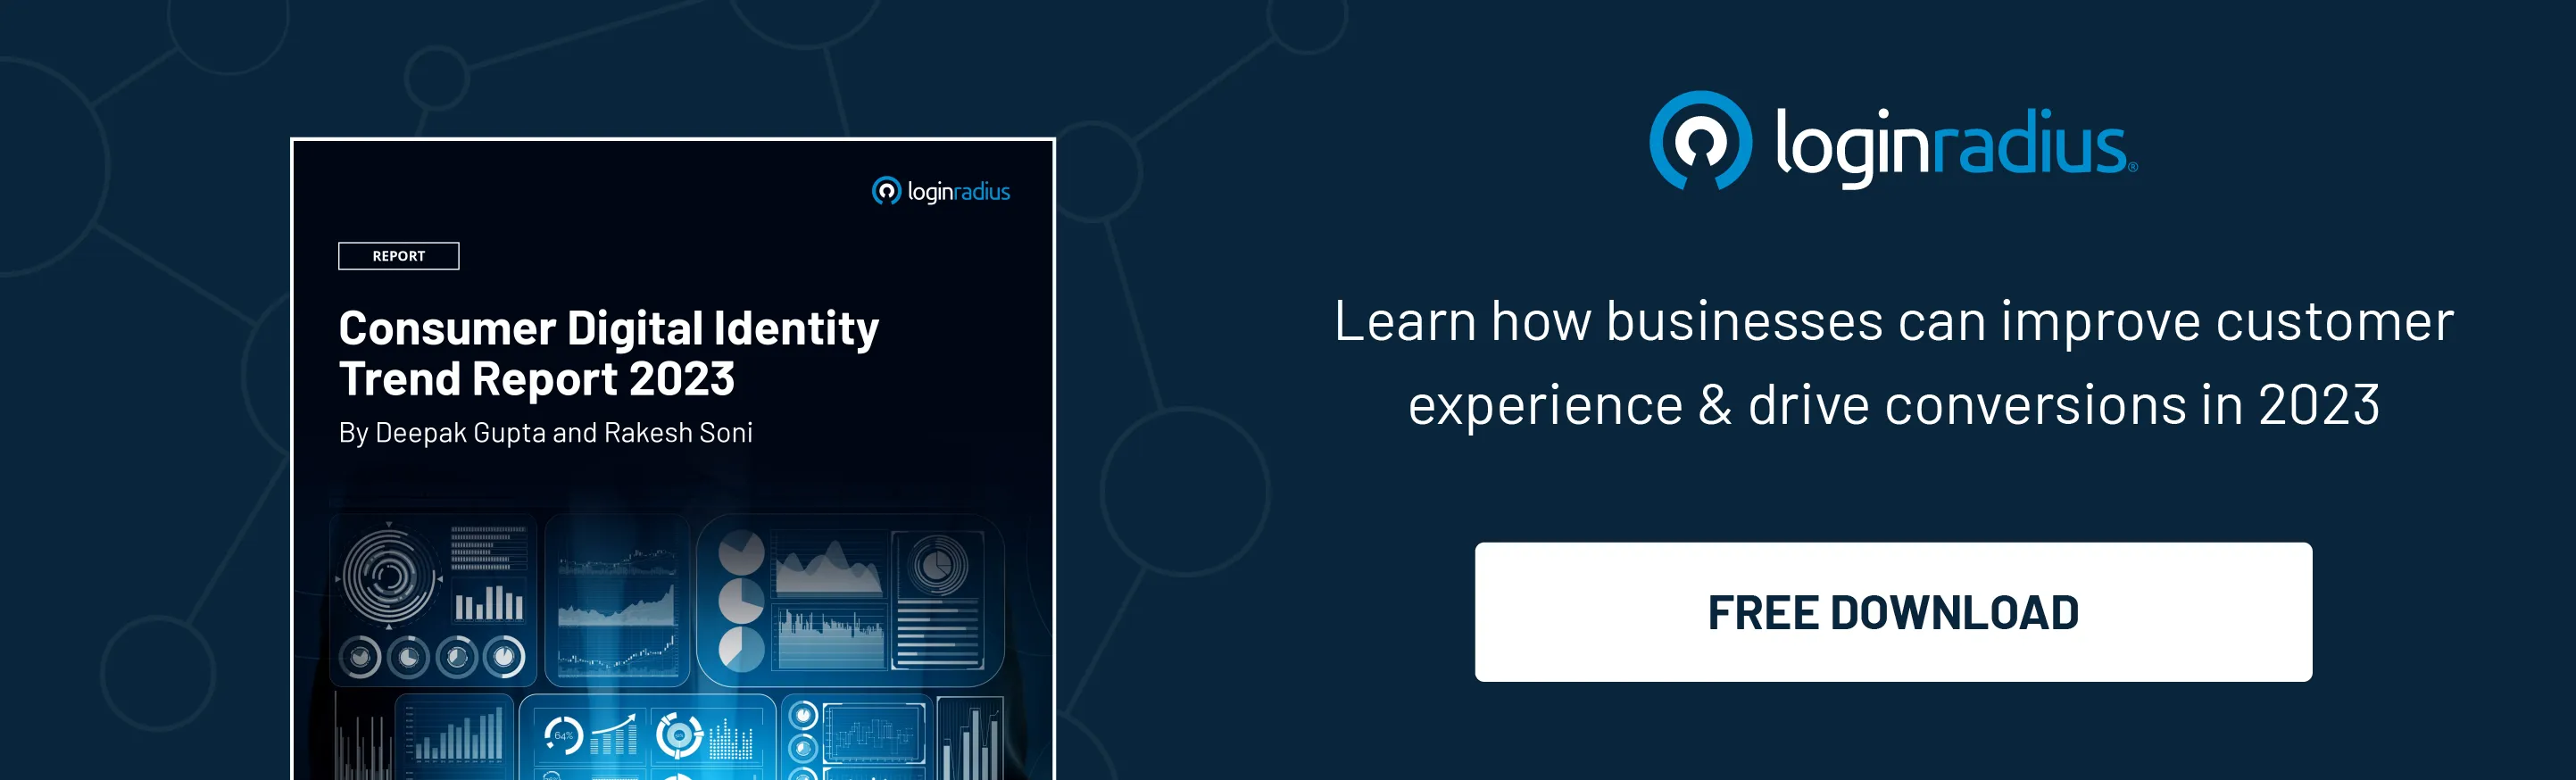 loginradius
REPORT
Consumer Digital Identity
Trend Report 2023
By Deepak Gupta and Rakesh Soni
64%
loginradius®
Learn how businesses can improve customer
experience & drive conversions in 2023
FREE DOWNLOAD